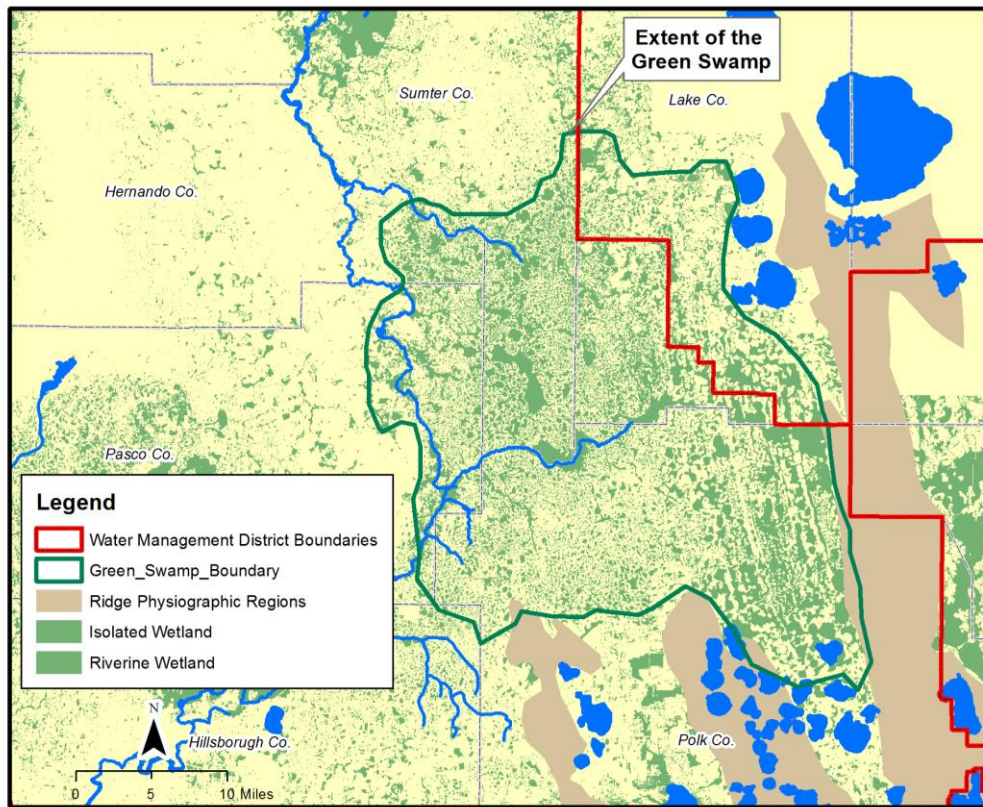 Extent of the
Green Swamp
Sumter Co.
Lake Co.
Hernando Co.
Pasco Co.
Legend
Water Management District Boundaries
Green_Swamp_Boundary
Ridge Physiographic Regions
Isolated Wetland
Riverine Wetland
N
Hillsborugh Co.
Polk Co.
0 5 10 Miles